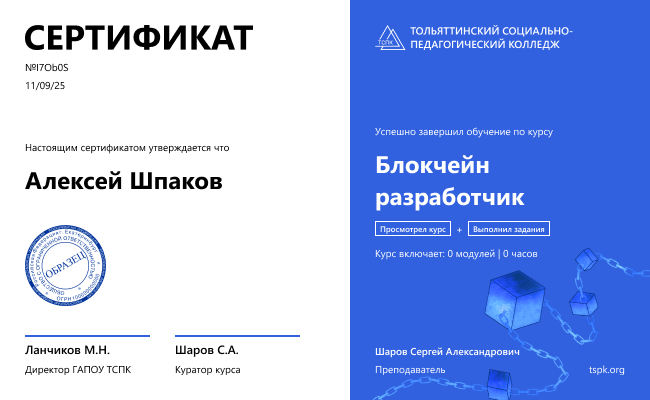 СЕРТИФИКАТ
№I7Ob0S
11/09/25
Настоящим сертификатом утверждается что
Алексей Шпаков
ОБРАЗЕЦ
Ланчиков М.Н.
Директор ГАПОУ ТСПК
Шаров С.А.
Куратор курса
ТСПК
ТОЛЬЯТТИНСКИЙ СОЦИАЛЬНО-
ПЕДАГОГИЧЕСКИЙ КОЛЛЕДЖ
Успешно завершил обучение по курсу
Блокчейн
разработчик
Просмотрел курс + Выполнил задания
Курс включает: 0 модулей | 0 часов
Шаров Сергей Александрович
Преподаватель
tspk.org